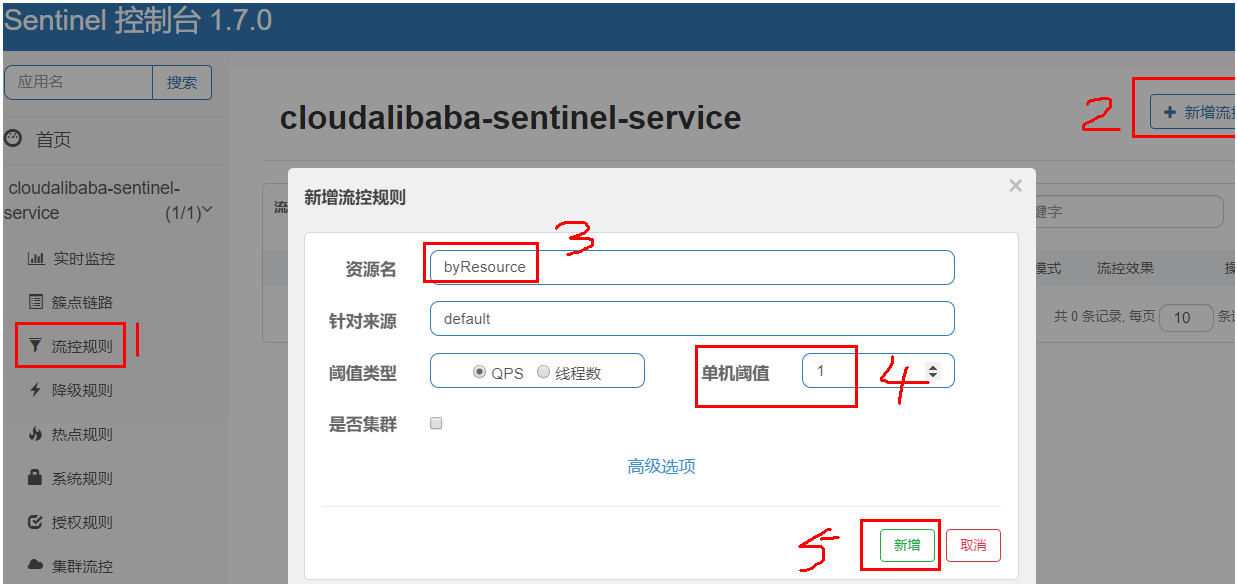 Sentinel 控制台 1.7.0
应用名
搜索
首页
cloudalibaba-sentinel-
service
(1/1)
实时监控
簇点链路
流控规则
1
降级规则
热点规则
系统规则
授权规则
集群流控
cloudalibaba-sentinel-service
2
+ 新增流
键字
模式
流控效果
共 0 条记录, 每页
10
条
新增流控规则
×
3
资源名
byResource
针对来源
default
阈值类型
QPS
线程数
单机阈值
1
4
是否集群
高级选项
5
新增
取消